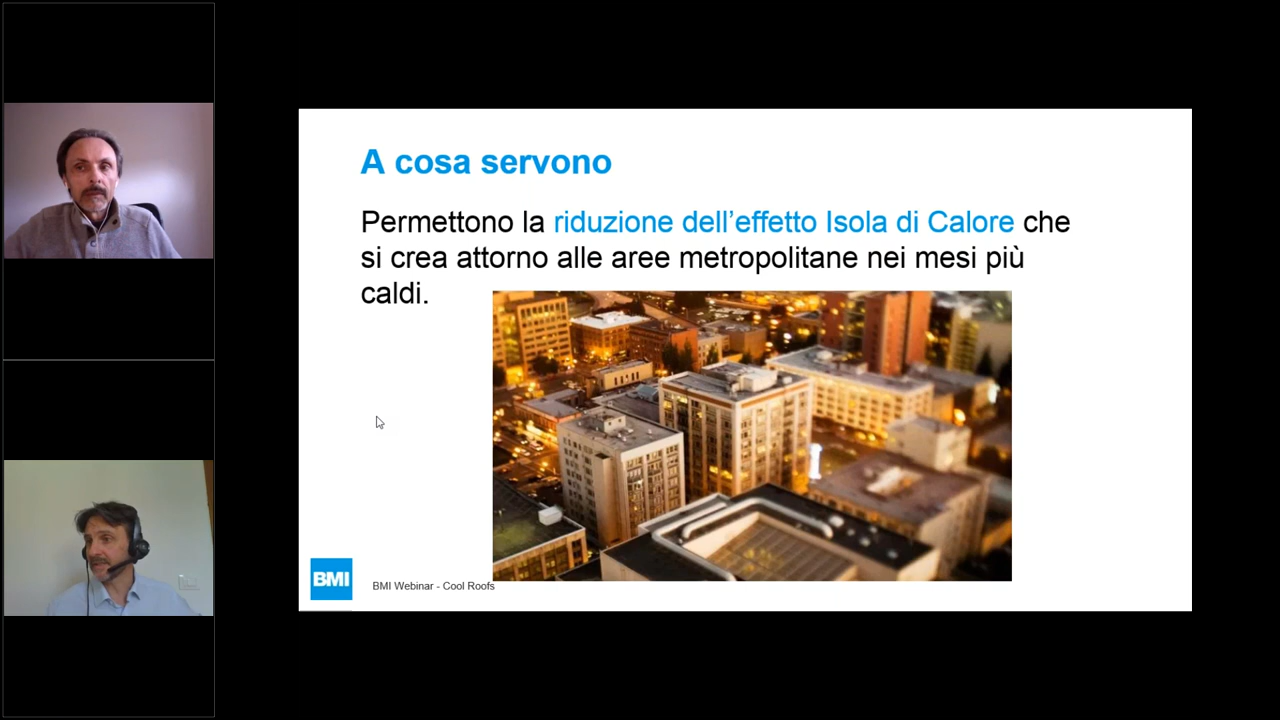 A cosa servono
Permettono la riduzione dell’effetto Isola di Calore che
si crea attorno alle aree metropolitane nei mesi più
caldi.
BMI
BMI Webinar - Cool Roofs